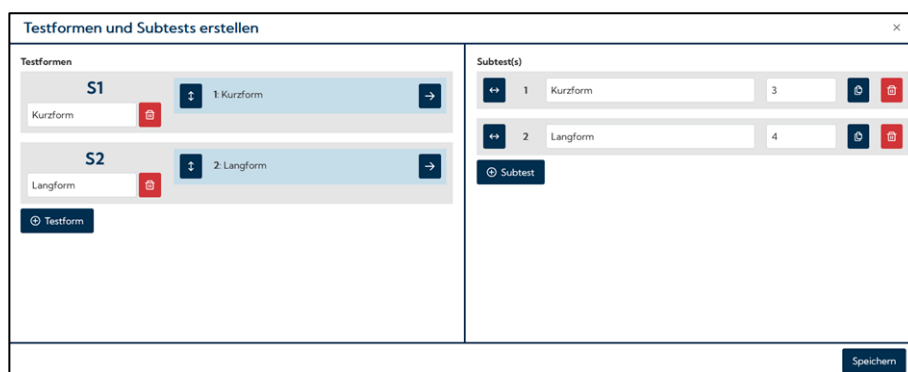 Testformen und Subtests erstellen
Testformen
S1
Kurzform
1: Kurzform
S2
Langform
2: Langform
Testform
Subtest(s)
1 Kurzform 3
2 Langform 4
Subtest
Speichern